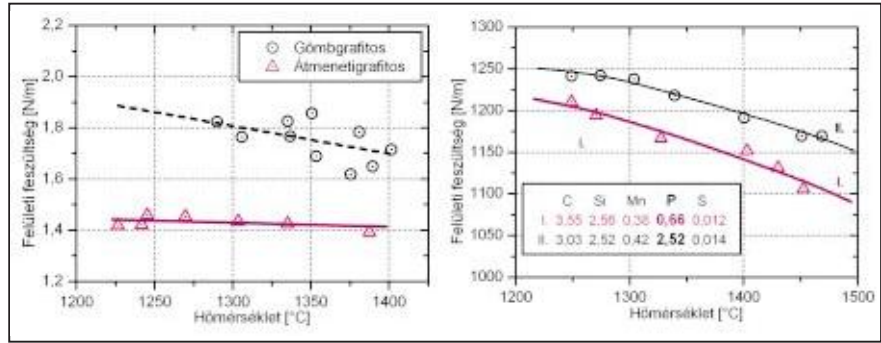 Felületi feszültség [N/m]
2,2
2,0
1,8
1,6
1,4
1,2
Gömbgrafitos
Átmenetigrafitos
1200 1250 1300 1350 1400
Hőmérséklet [°C]
Felületi feszültség [N/m]
1300
1250
1200
1150
1100
1050
1000
II.
I.
I.
C Si Mn P S
I. 3,55 2,56 0,38 0,66 0,012
II. 3,03 2,52 0,42 2,52 0,014
1200 1300 1400 1500
Hőmérséklet [°C]